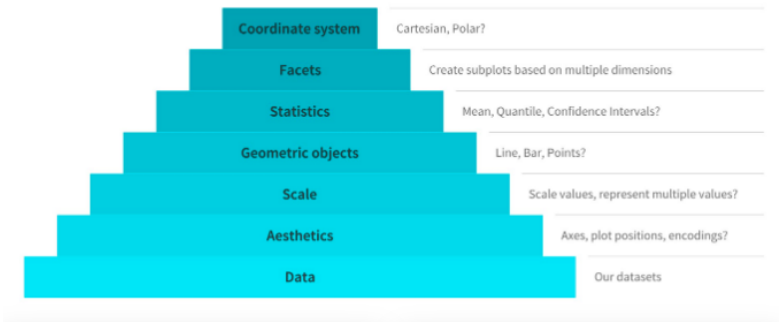 Coordinate system Cartesian, Polar?
Facets Create subplots based on multiple dimensions
Statistics Mean, Quantile, Confidence Intervals?
Geometric objects Line, Bar, Points?
Scale Scale values, represent multiple values?
Aesthetics Axes, plot positions, encodings?
Data Our datasets